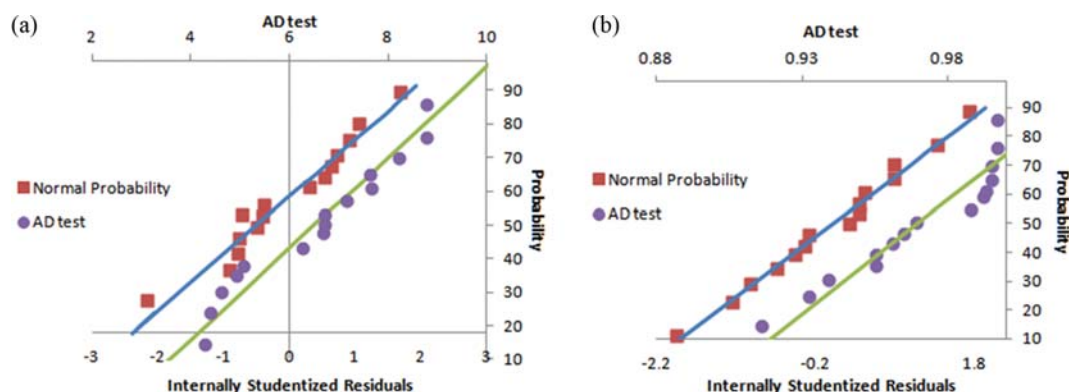 (a)
AD test
2 4 6 8 10
90
80
70
60
50
40
30
20
10
Probability
Normal Probability
AD test
-3 -2 -1 0 1 2 3
Internally Studentized Residuals
(b)
AD test
0.88 0.93 0.98
90
80
70
60
50
40
30
20
10
Probability
Normal Probability
AD test
-2.2 -0.2 1.8
Internally Studentized Residuals